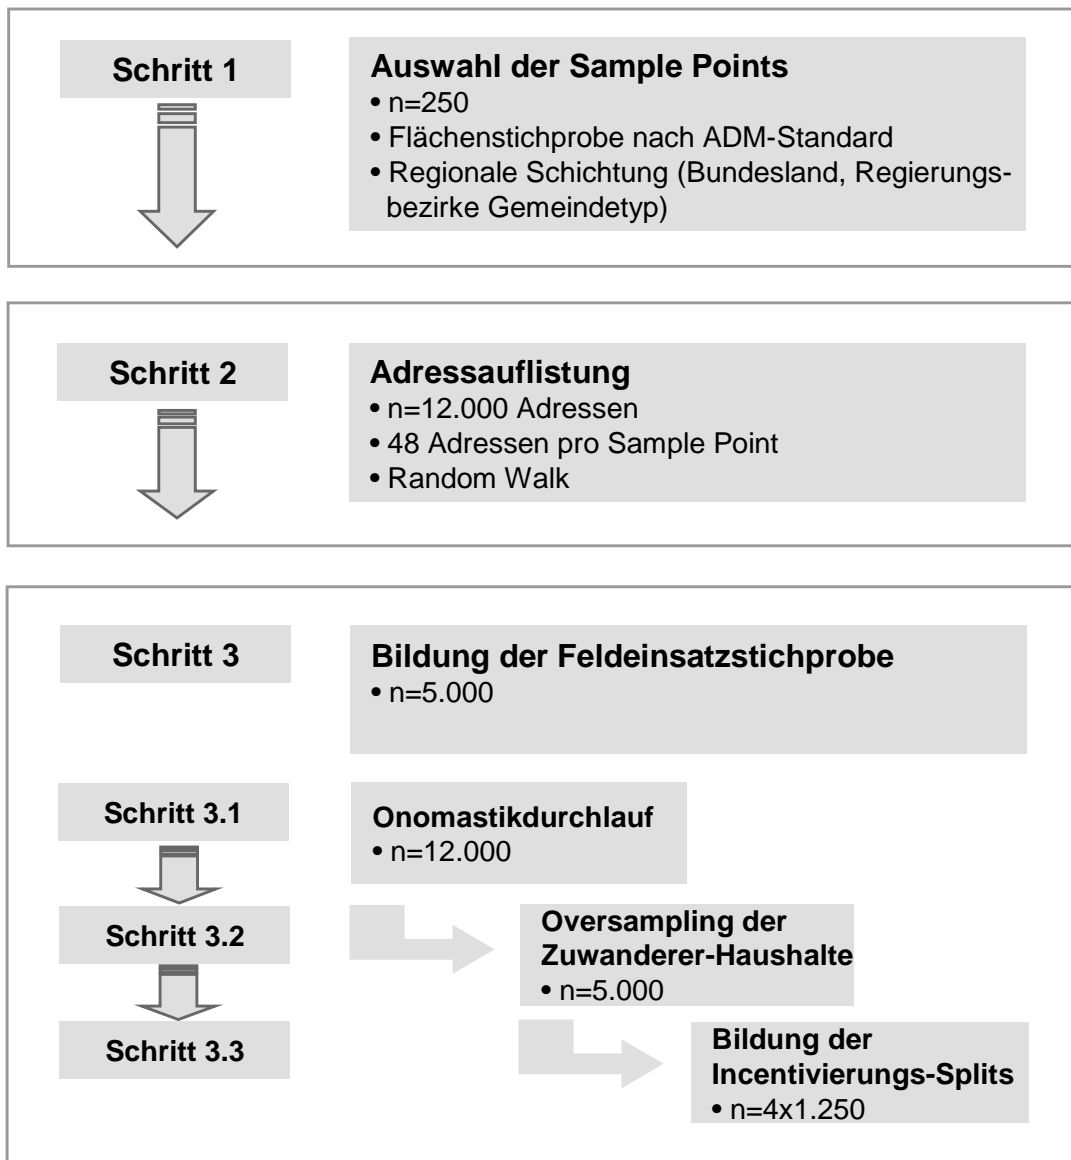 Schritt 1
Auswahl der Sample Points
• n=250
• Flächenstichprobe nach ADM-Standard
• Regionale Schichtung (Bundesland, Regierungs-
bezirke Gemeindetyp)
Schritt 2
Adressauflistung
• n=12.000 Adressen
• 48 Adressen pro Sample Point
• Random Walk
Schritt 3
Bildung der Feldeinsatzstichprobe
• n=5.000
Schritt 3.1
Onomastikdurchlauf
• n=12.000
Schritt 3.2
Oversampling der
Zuwanderer-Haushalte
• n=5.000
Schritt 3.3
Bildung der
Incentivierungs-Splits
• n=4x1.250